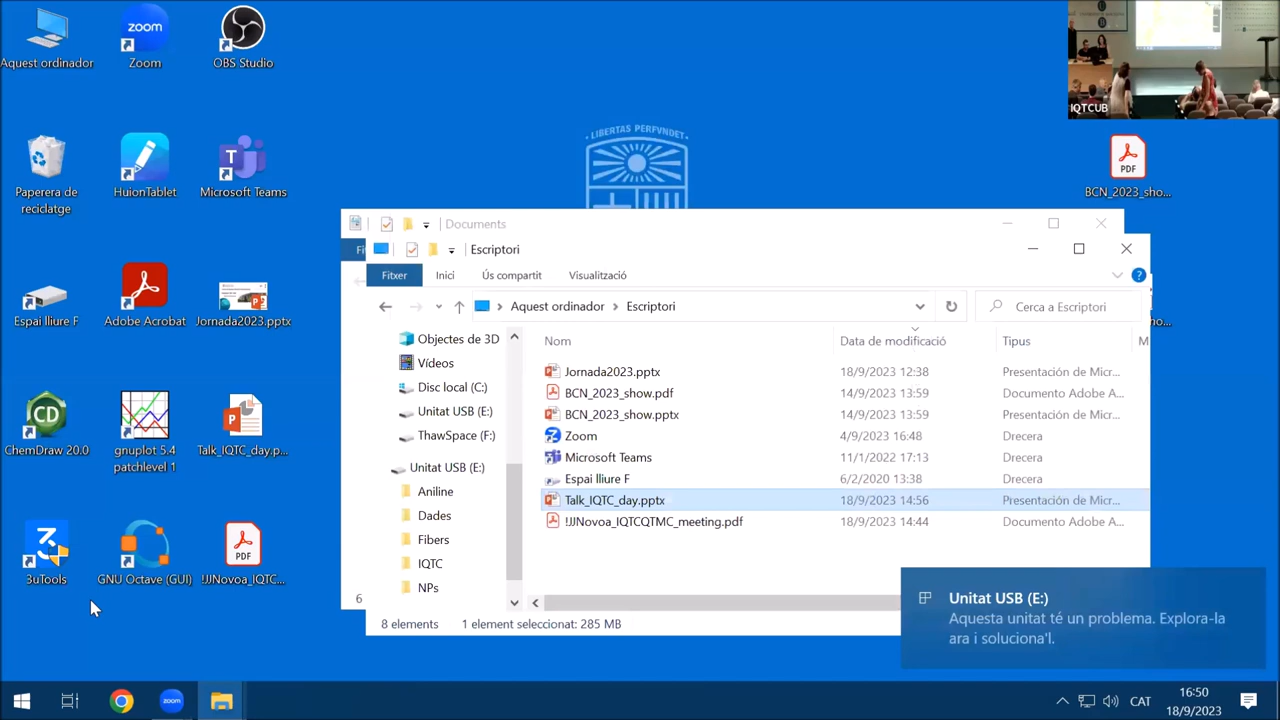 Aquest ordinador
Zoom
OBS Studio
Paperera de
reciclatge
HuionTablet
Microsoft Teams
Espai lliure F
Adobe Acrobat
Jornada2023.pptx
ChemDraw 20.0
gnuplot 5.4
patchlevel 1
Talk_IQTC_day.p...
3uTools
GNU Octave (GUI)
!JJNovoa_IQTC...
zoom
PDF
CD
LIBERTAS PERFVNDET
IQTCUB
PDF
BCN_2023_sho...
ho...
Documents
Fi
6
Escriptori
Fitxer
Inici
Ús compartit
Visualització
Aquest ordinador
Escriptori
Cerca a Escriptori
Objectes de 3D
Vídeos
Disc local (C:)
Unitat USB (E:)
ThawSpace (F:)
Unitat USB (E:)
Aniline
Dades
Fibers
IQTC
NPs
Nom
Data de modificació
Tipus
M
Jornada2023.pptx
18/9/2023 12:38
Presentación de Micr...
BCN_2023_show.pdf
14/9/2023 13:59
Documento Adobe A...
BCN_2023_show.pptx
14/9/2023 13:59
Presentación de Micr...
Zoom
4/9/2023 16:48
Drecera
Microsoft Teams
11/1/2022 17:13
Drecera
Espai lliure F
6/2/2020 13:38
Drecera
Talk_IQTC_day.pptx
18/9/2023 14:56
Presentación de Micr...
!JJNovoa_IQTCQTMC_meeting.pdf
18/9/2023 14:44
Documento Adobe A...
8 elements
1 element seleccionat: 285 MB
Unitat USB (E:)
Aquesta unitat té un problema. Explora-la
ara i soluciona'l.
zoom
CAT
16:50
18/9/2023